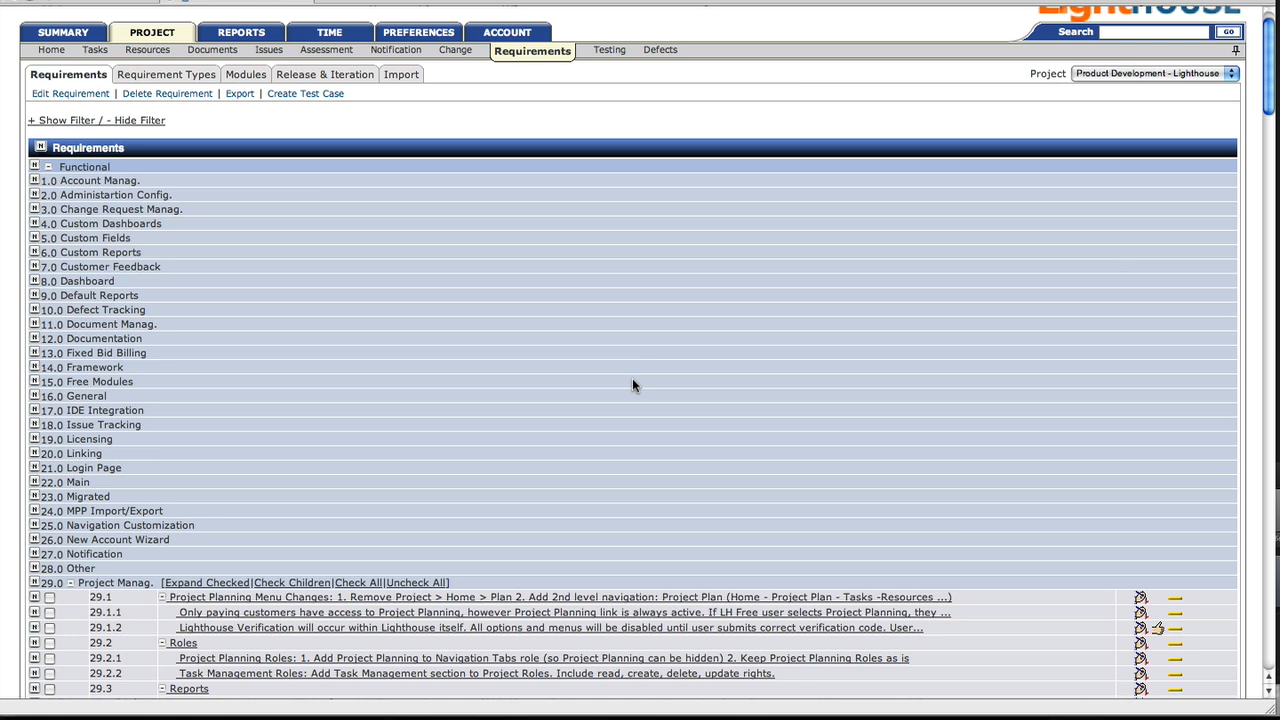 Lighthouse
SUMMARY PROJECT REPORTS TIME PREFERENCES ACCOUNT Search GO
Home Tasks Resources Documents Issues Assessment Notification Change Requirements Testing Defects
Requirements Requirement Types Modules Release & Iteration Import Project Product Development - Lighthouse
Edit Requirement | Delete Requirement | Export | Create Test Case
+ Show Filter / - Hide Filter
N Requirements
N - Functional
N 1.0 Account Manag.
N 2.0 Administartion Config.
N 3.0 Change Request Manag.
N 4.0 Custom Dashboards
N 5.0 Custom Fields
N 6.0 Custom Reports
N 7.0 Customer Feedback
N 8.0 Dashboard
N 9.0 Default Reports
N 10.0 Defect Tracking
N 11.0 Document Manag.
N 12.0 Documentation
N 13.0 Fixed Bid Billing
N 14.0 Framework
N 15.0 Free Modules
N 16.0 General
N 17.0 IDE Integration
N 18.0 Issue Tracking
N 19.0 Licensing
N 20.0 Linking
N 21.0 Login Page
N 22.0 Main
N 23.0 Migrated
N 24.0 MPP Import/Export
N 25.0 Navigation Customization
N 26.0 New Account Wizard
N 27.0 Notification
N 28.0 Other
N 29.0 - Project Manag. [Expand Checked|Check Children|Check All|Uncheck All]
N 29.1 - Project Planning Menu Changes: 1. Remove Project > Home > Plan 2. Add 2nd level navigation: Project Plan (Home - Project Plan - Tasks -Resources ...)
N 29.1.1 Only paying customers have access to Project Planning, however Project Planning link is always active. If LH Free user selects Project Planning, they ...
N 29.1.2 Lighthouse Verification will occur within Lighthouse itself. All options and menus will be disabled until user submits correct verification code. User...
N 29.2 - Roles
N 29.2.1 Project Planning Roles: 1. Add Project Planning to Navigation Tabs role (so Project Planning can be hidden) 2. Keep Project Planning Roles as is
N 29.2.2 Task Management Roles: Add Task Management section to Project Roles. Include read, create, delete, update rights.
N 29.3 - Reports